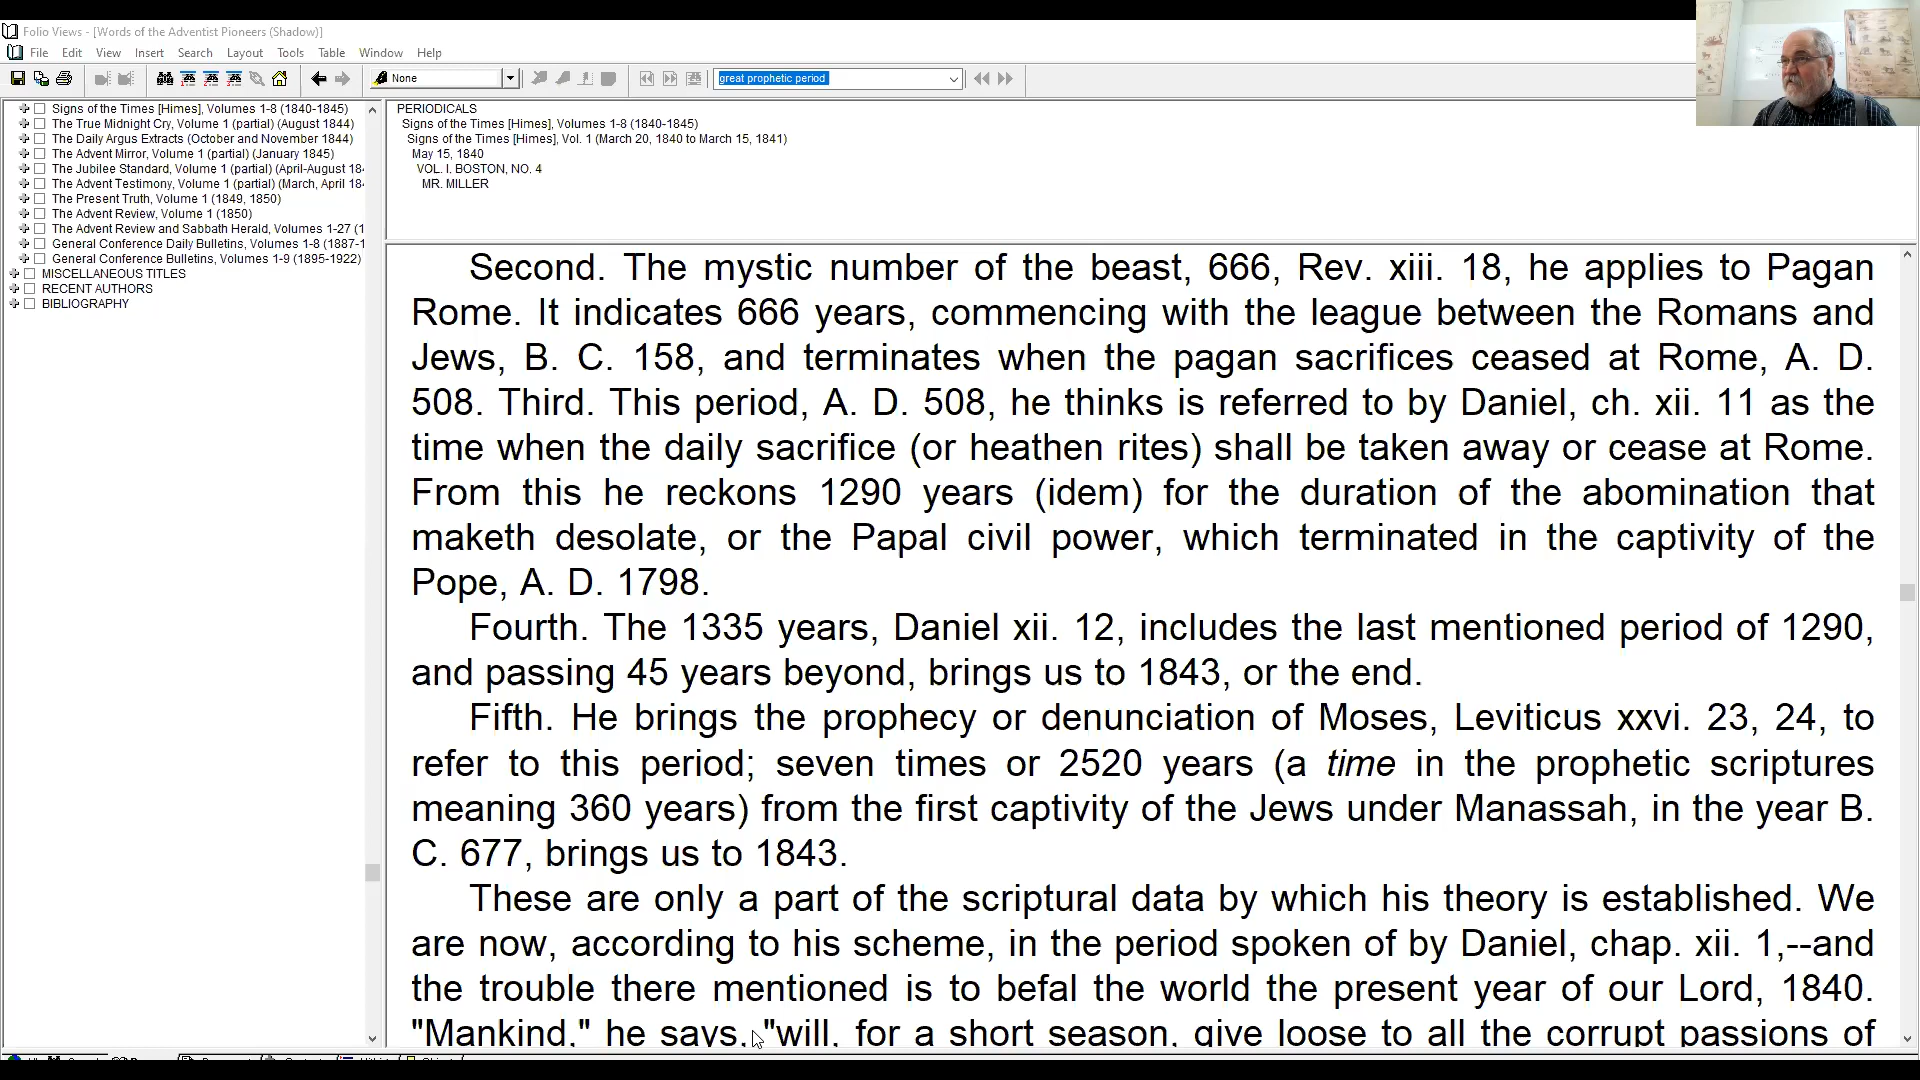 Folio Views - [Words of the Adventist Pioneers (Shadow)]
File Edit View Insert Search Layout Tools Table Window Help
None
great prophetic period
Signs of the Times [Himes], Volumes 1-8 (1840-1845)
The True Midnight Cry, Volume 1 (partial) (August 1844)
The Daily Argus Extracts (October and November 1844)
The Advent Mirror, Volume 1 (partial) (January 1845)
The Jubilee Standard, Volume 1 (partial) (April-August 18
The Advent Testimony, Volume 1 (partial) (March, April 18
The Present Truth, Volume 1 (1849, 1850)
The Advent Review, Volume 1 (1850)
The Advent Review and Sabbath Herald, Volumes 1-27 (1
General Conference Daily Bulletins, Volumes 1-8 (1887-1
General Conference Bulletins, Volumes 1-9 (1895-1922)
MISCELLANEOUS TITLES
RECENT AUTHORS
BIBLIOGRAPHY
PERIODICALS
Signs of the Times [Himes], Volumes 1-8 (1840-1845)
Signs of the Times [Himes], Vol. 1 (March 20, 1840 to March 15, 1841)
May 15, 1840
VOL. I. BOSTON, NO. 4
MR. MILLER
Second. The mystic number of the beast, 666, Rev. xiii. 18, he applies to Pagan
Rome. It indicates 666 years, commencing with the league between the Romans and
Jews, B. C. 158, and terminates when the pagan sacrifices ceased at Rome, A. D.
508. Third. This period, A. D. 508, he thinks is referred to by Daniel, ch. xii. 11 as the
time when the daily sacrifice (or heathen rites) shall be taken away or cease at Rome.
From this he reckons 1290 years (idem) for the duration of the abomination that
maketh desolate, or the Papal civil power, which terminated in the captivity of the
Pope, A. D. 1798.
Fourth. The 1335 years, Daniel xii. 12, includes the last mentioned period of 1290,
and passing 45 years beyond, brings us to 1843, or the end.
Fifth. He brings the prophecy or denunciation of Moses, Leviticus xxvi. 23, 24, to
refer to this period; seven times or 2520 years (a time in the prophetic scriptures
meaning 360 years) from the first captivity of the Jews under Manassah, in the year B.
C. 677, brings us to 1843.
These are only a part of the scriptural data by which his theory is established. We
are now, according to his scheme, in the period spoken of by Daniel, chap. xii. 1,--and
the trouble there mentioned is to befal the world the present year of our Lord, 1840.
"Mankind," he says, "will, for a short season, give loose to all the corrupt passions of